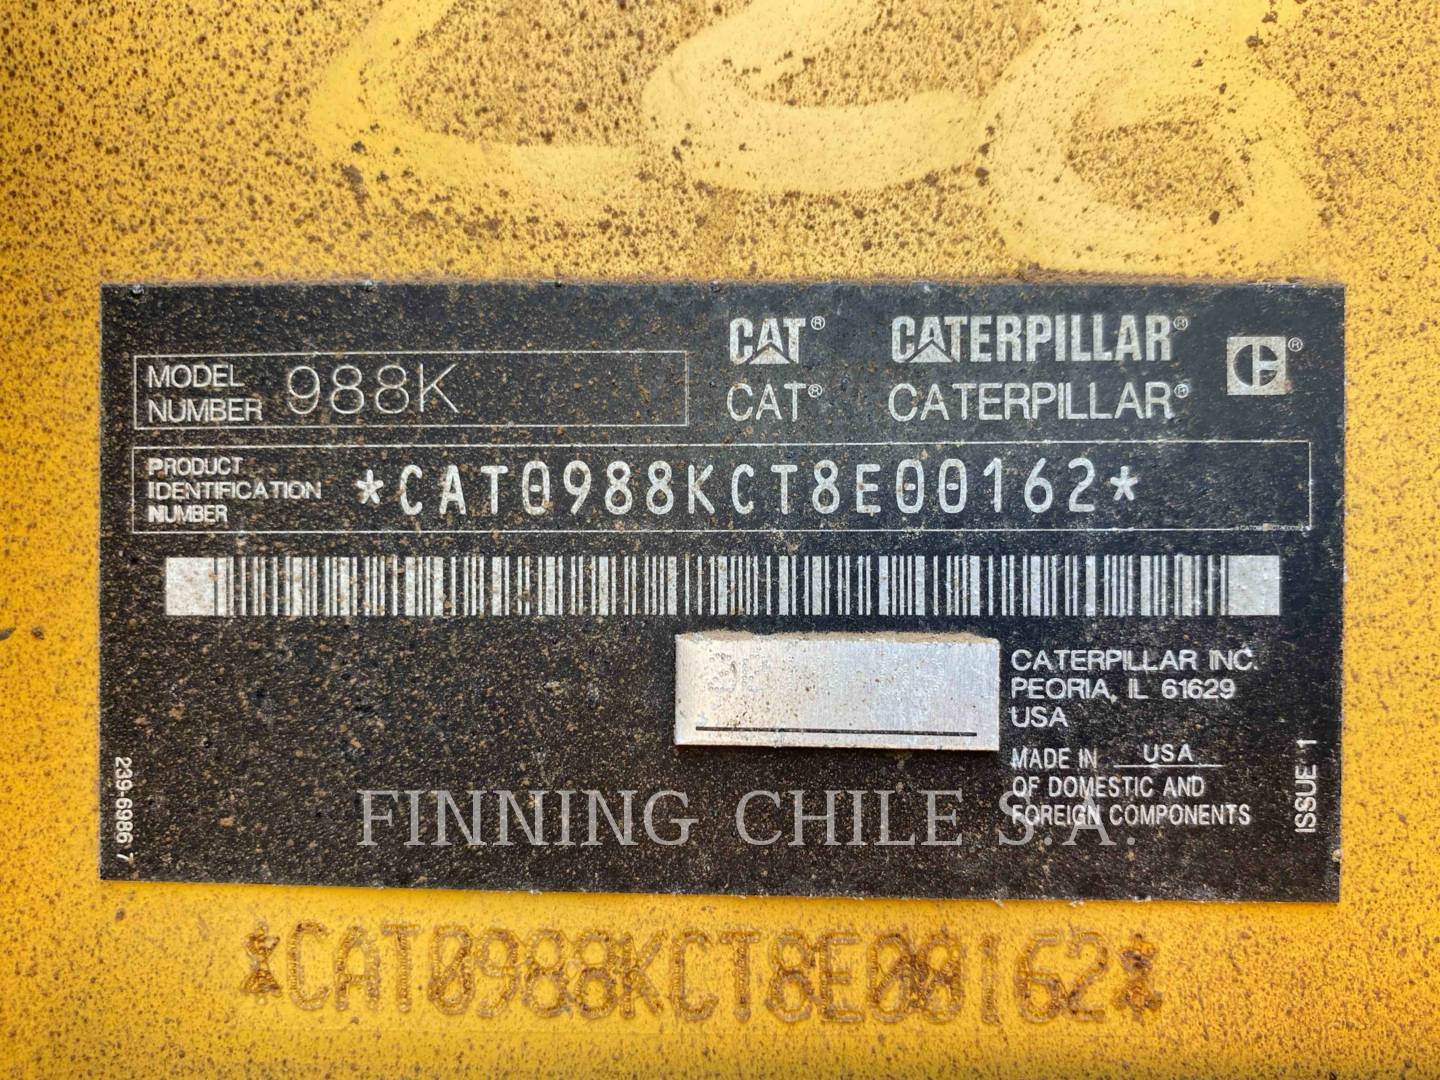 CAT® CATERPILLAR® C®
CAT® CATERPILLAR®
MODEL NUMBER 988K
PRODUCT IDENTIFICATION NUMBER *CAT0988KCT8E00162*
CATERPILLAR INC.
PEORIA, IL 61629
USA
MADE IN USA
OF DOMESTIC AND
FOREIGN COMPONENTS
ISSUE 1
239-6986 7
FINNING CHILE S.A.
*CAT0988KCT8E00162*